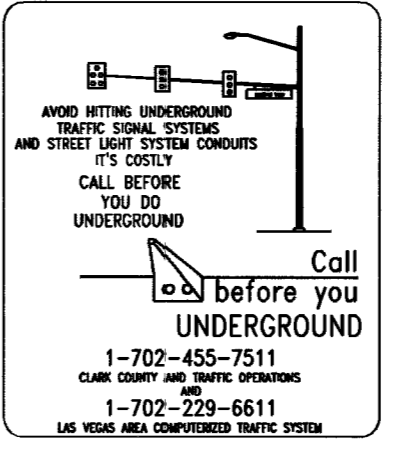 AVOID HITTING UNDERGROUND
TRAFFIC SIGNAL SYSTEMS
AND STREET LIGHT SYSTEM CONDUITS
IT'S COSTLY
CALL BEFORE
YOU DO
UNDERGROUND
Call
before you
UNDERGROUND
1-702-455-7511
CLARK COUNTY AND TRAFFIC OPERATIONS
AND
1-702-229-6611
LAS VEGAS AREA COMPUTERIZED TRAFFIC SYSTEM